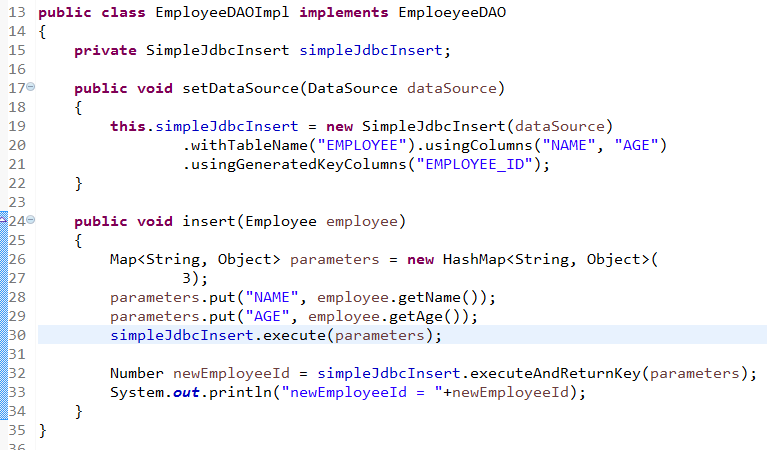 13 public class EmployeeDAOImpl implements EmploeyeeDAO
14 {
15     private SimpleJdbcInsert simpleJdbcInsert;
16
17     public void setDataSource(DataSource dataSource)
18     {
19         this.simpleJdbcInsert = new SimpleJdbcInsert(dataSource)
20                 .withTableName("EMPLOYEE").usingColumns("NAME", "AGE")
21                 .usingGeneratedKeyColumns("EMPLOYEE_ID");
22     }
23
24     public void insert(Employee employee)
25     {
26         Map<String, Object> parameters = new HashMap<String, Object>(
27                 3);
28         parameters.put("NAME", employee.getName());
29         parameters.put("AGE", employee.getAge());
30         simpleJdbcInsert.execute(parameters);
31
32         Number newEmployeeId = simpleJdbcInsert.executeAndReturnKey(parameters);
33         System.out.println("newEmployeeId = "+newEmployeeId);
34     }
35 }
36